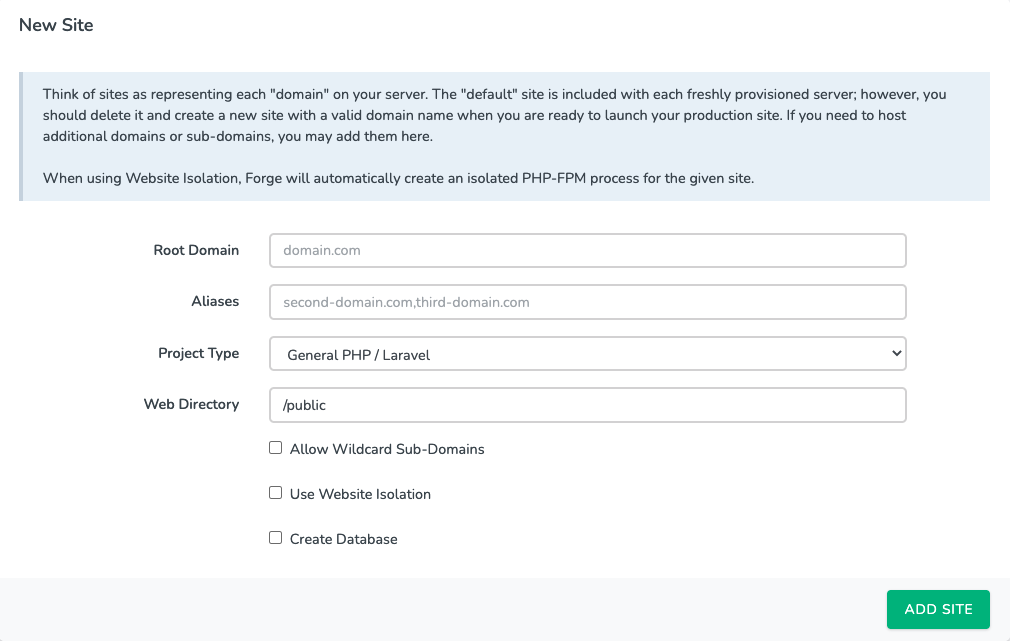 New Site
Think of sites as representing each "domain" on your server. The "default" site is included with each freshly provisioned server; however, you
should delete it and create a new site with a valid domain name when you are ready to launch your production site. If you need to host
additional domains or sub-domains, you may add them here.
When using Website Isolation, Forge will automatically create an isolated PHP-FPM process for the given site.
Root Domain
domain.com
Aliases
second-domain.com,third-domain.com
Project Type
General PHP / Laravel
Web Directory
/public
Allow Wildcard Sub-Domains
Use Website Isolation
Create Database
ADD SITE